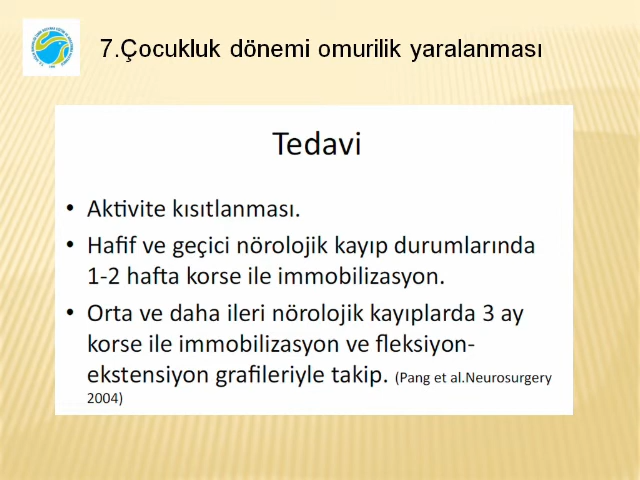 7.Çocukluk dönemi omurilik yaralanması
Tedavi
• Aktivite kısıtlanması.
• Hafif ve geçici nörolojik kayıp durumlarında
1-2 hafta korse ile immobilizasyon.
• Orta ve daha ileri nörolojik kayıplarda 3 ay
korse ile immobilizasyon ve fleksiyon-
ekstensiyon grafileriyle takip. (Pang et al.Neurosurgery
2004)